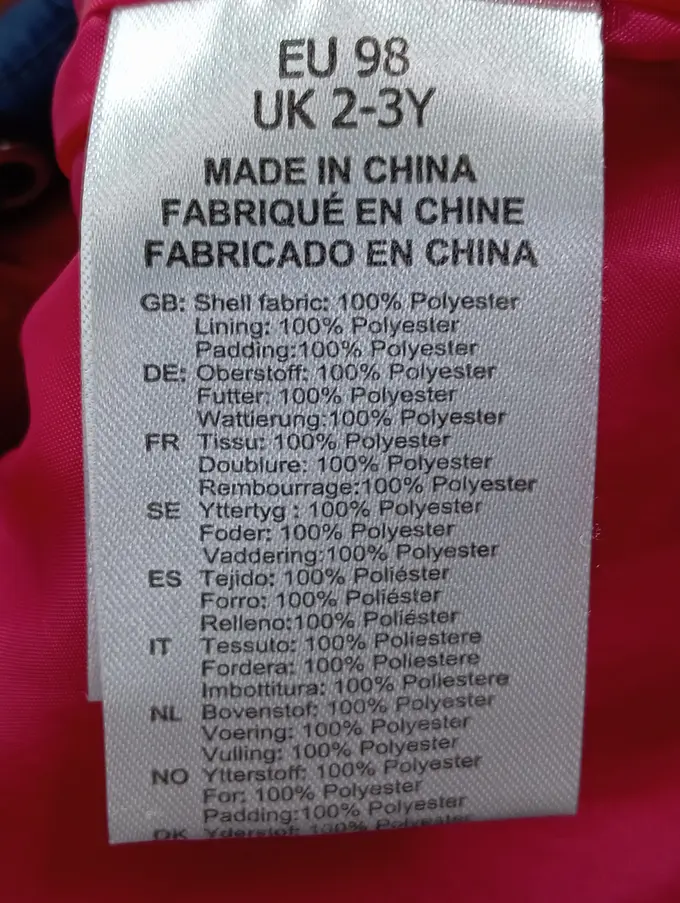 EU 98
UK 2-3Y
MADE IN CHINA
FABRIQUÉ EN CHINE
FABRICADO EN CHINA
GB: Shell fabric: 100% Polyester
Lining: 100% Polyester
Padding:100% Polyester
DE: Oberstoff: 100% Polyester
Futter: 100% Polyester
Wattierung:100% Polyester
FR Tissu: 100% Polyester
Doublure: 100% Polyester
Rembourrage:100% Polyester
SE Yttertyg : 100% Polyester
Foder: 100% Polyester
Vaddering:100% Polyester
ES Tejido: 100% Poliéster
Forro: 100% Poliéster
Relleno:100% Poliéster
IT Tessuto: 100% Poliestere
Fordera: 100% Poliestere
Imbottitura: 100% Poliestere
NL Bovenstof: 100% Polyester
Voering: 100% Polyester
Vulling: 100% Polyester
NO Ytterstoff: 100% Polyester
For: 100% Polyester
Padding:100% Polyester
DK Yderstof: 100% Polyester